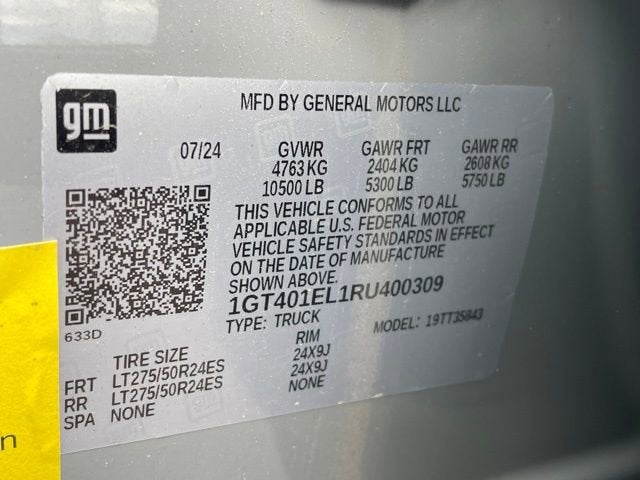 gm
MFD BY GENERAL MOTORS LLC
07/24 GVWR GAWR FRT GAWR RR
4763 KG 2404 KG 2608 KG
10500 LB 5300 LB 5750 LB
THIS VEHICLE CONFORMS TO ALL
APPLICABLE U.S. FEDERAL MOTOR
VEHICLE SAFETY STANDARDS IN EFFECT
ON THE DATE OF MANUFACTURE
SHOWN ABOVE.
1GT401EL1RU400309
TYPE: TRUCK MODEL: 19TT35843
633D
TIRE SIZE RIM
FRT LT275/50R24ES 24X9J
RR LT275/50R24ES 24X9J
SPA NONE NONE
n